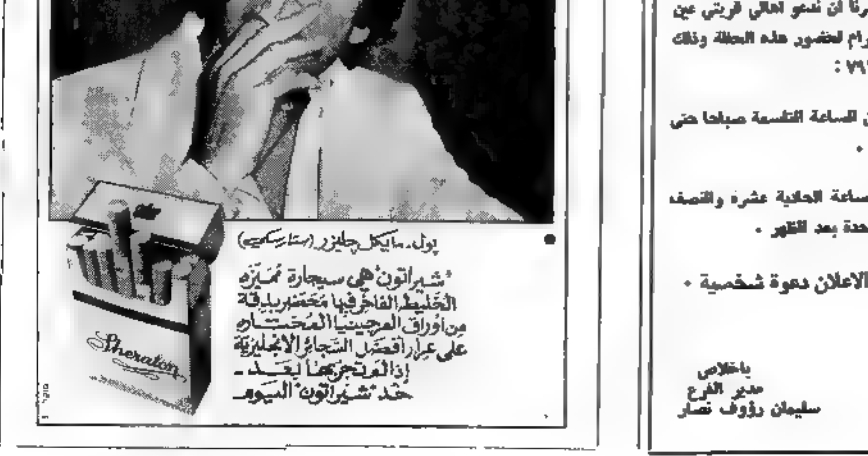 بول، مايكل جليزر (ستارسكي)
"شيراتون" هي سيجارة مُميّزة
الخليط الفاخر فيها مُحَضّر بدقة
من أوراق الفرجينيا المختارة
على غرار أفضل السجائر الانجليزية
إذا لم تجربها بعد -
خذ "شيراتون" اليوم
Sheraton
ان ندعو اهالي قريتي عين
لحضور هذه الحفلة وذلك
الساعة التاسعة صباحا حتى
الساعة الحادية عشرة والنصف
بعد الظهر .
الاعلان دعوة شخصية .
باخلاص
مدير الفرع
سليمان رؤوف نصار